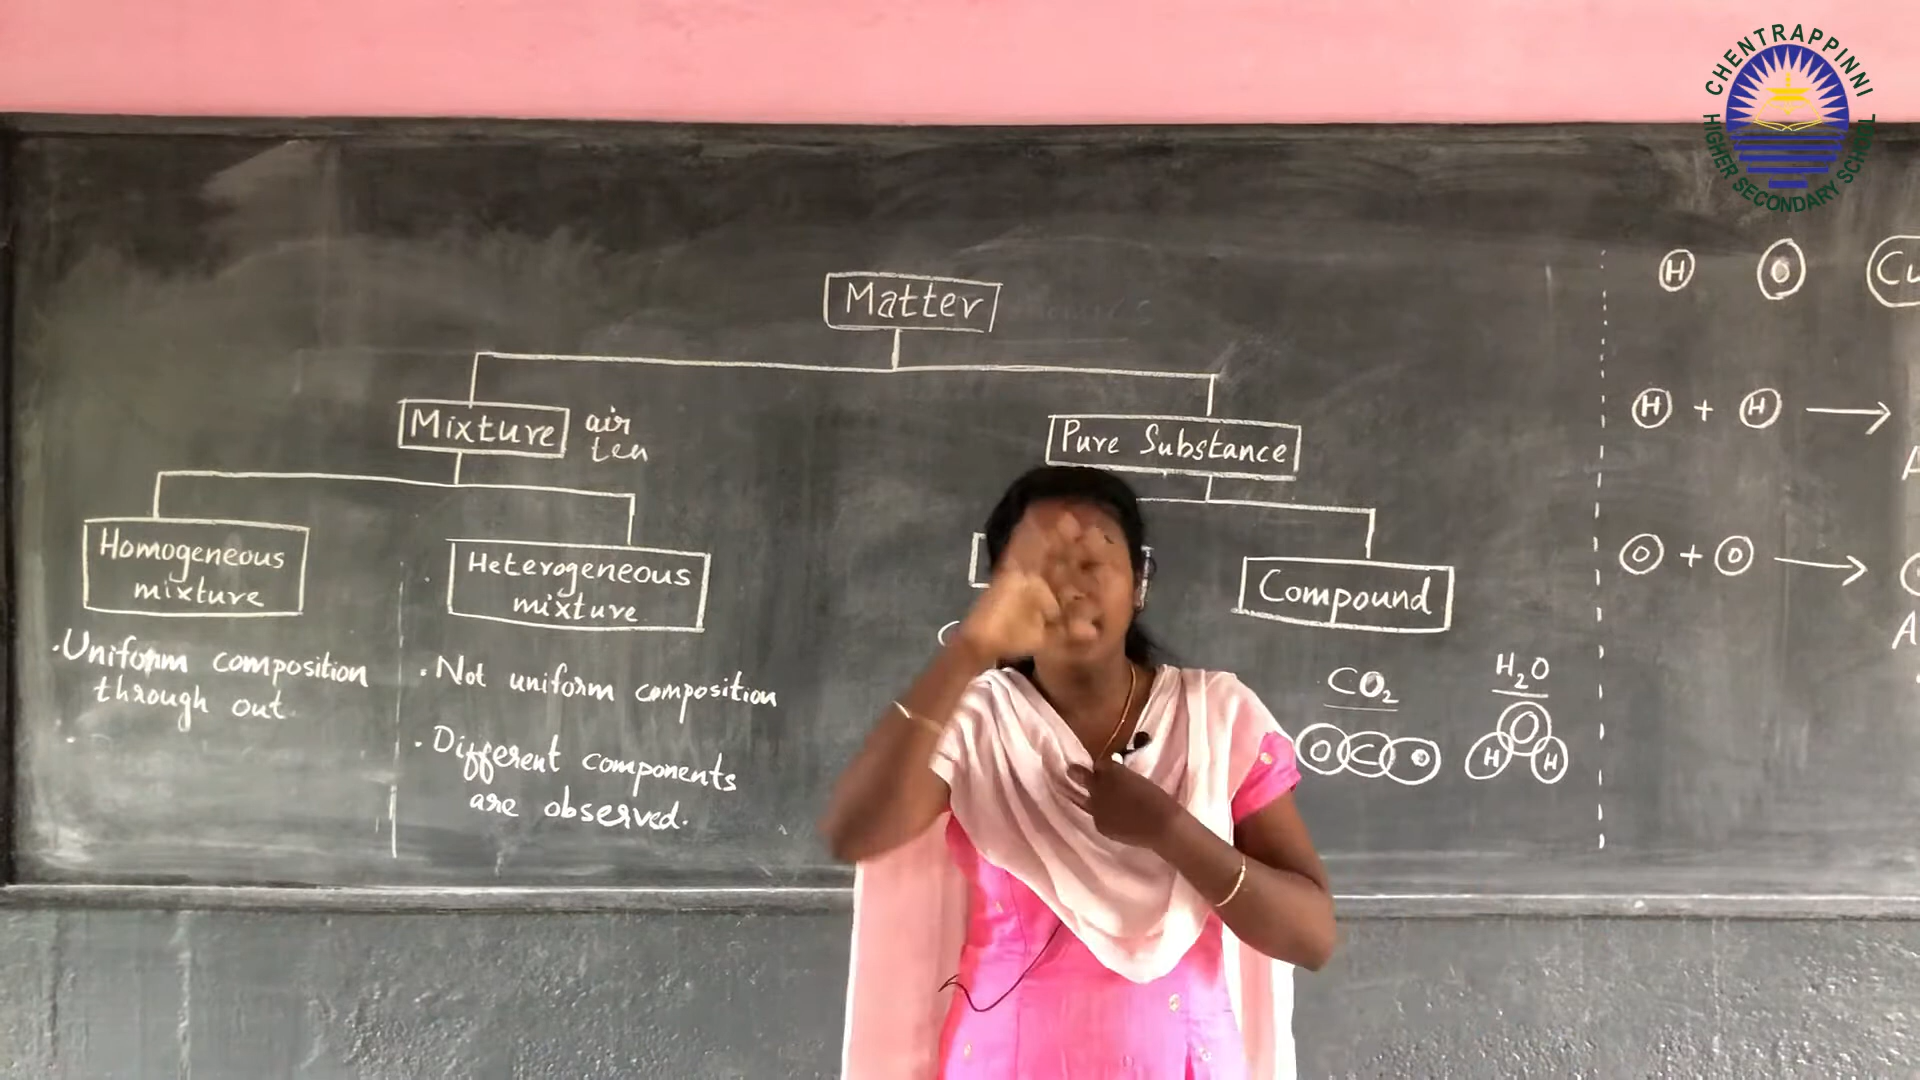 CHENTRAPPINNI
HIGHER SECONDARY SCHOOL
Matter
Mixture
air
tea
Pure Substance
Homogeneous
mixture
Heterogeneous
mixture
Compound
• Uniform composition
through out
• Not uniform composition
• Different components
are observed.
CO₂
O C O
H₂O
O
H H
H O Cu
H + H →
A
O + O →
A